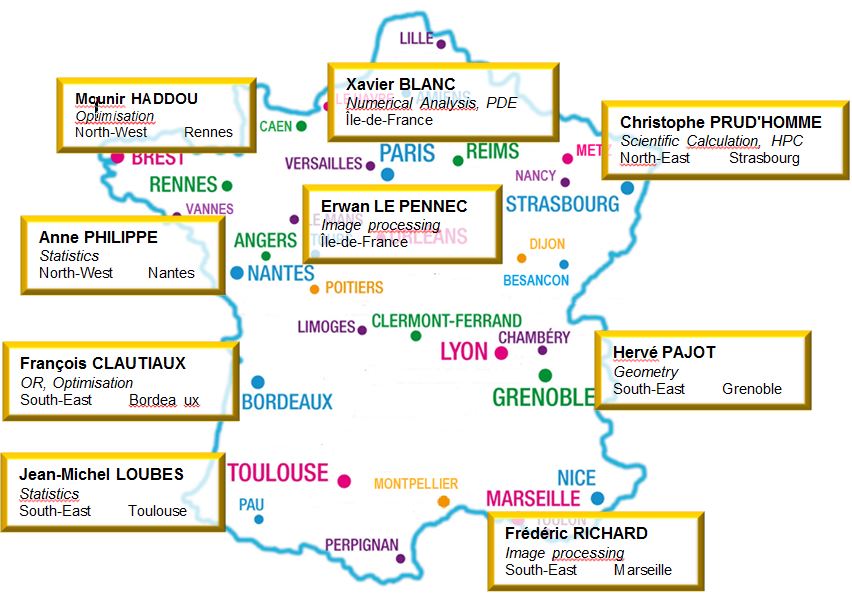 LILLE
Mounir HADDOU
Optimisation
North-West Rennes
Xavier BLANC
Numerical Analysis, PDE
Île-de-France
Christophe PRUD'HOMME
Scientific Calculation, HPC
North-East Strasbourg
CAEN
BREST
VERSAILLES
PARIS
REIMS
METZ
NANCY
RENNES
VANNES
STRASBOURG
Erwan LE PENNEC
Image processing
Île-de-France
LE MANS
ORLÉANS
Anne PHILIPPE
Statistics
North-West Nantes
ANGERS
NANTES
DIJON
BESANCON
POITIERS
LIMOGES
CLERMONT-FERRAND
LYON
CHAMBÉRY
GRENOBLE
Hervé PAJOT
Geometry
South-East Grenoble
François CLAUTIAUX
OR, Optimisation
South-East Bordea ux
BORDEAUX
Jean-Michel LOUBES
Statistics
South-East Toulouse
TOULOUSE
MONTPELLIER
NICE
MARSEILLE
PAU
TOULON
PERPIGNAN
Frédéric RICHARD
Image processing
South-East Marseille